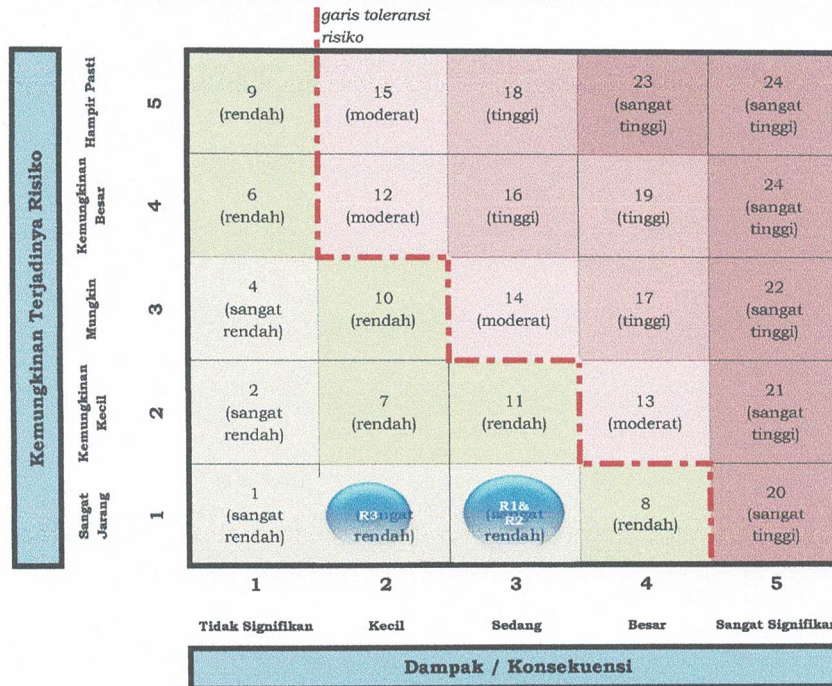 garis toleransi
risiko
Kemungkinan Terjadinya Risiko
Hampir Pasti
5
9
(rendah)
15
(moderat)
18
(tinggi)
23
(sangat
tinggi)
24
(sangat
tinggi)
Kemungkinan
Besar
4
6
(rendah)
12
(moderat)
16
(tinggi)
19
(tinggi)
24
(sangat
tinggi)
Mungkin
3
4
(sangat
rendah)
10
(rendah)
14
(moderat)
17
(tinggi)
22
(sangat
tinggi)
Kemungkinan
Kecil
2
2
(sangat
rendah)
7
(rendah)
11
(rendah)
13
(moderat)
21
(sangat
tinggi)
Sangat
Jarang
1
1
(sangat
rendah)
R3
rendah)
R1&
R2
(sangat
rendah)
8
(rendah)
20
(sangat
tinggi)
1 2 3 4 5
Tidak Signifikan Kecil Sedang Besar Sangat Signifikan
Dampak / Konsekuensi